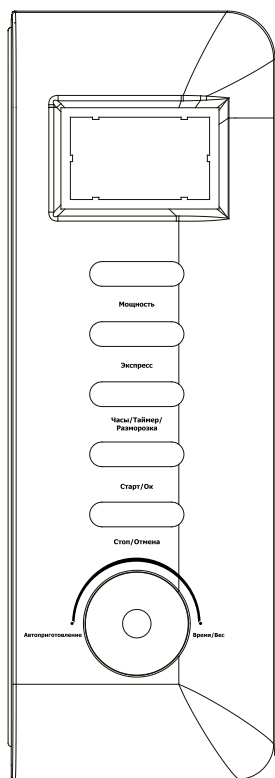 Мощность
Экспресс
Часы/Таймер/
Разморозка
Старт/Ок
Стоп/Отмена
Автоприготовление
Время/Вес